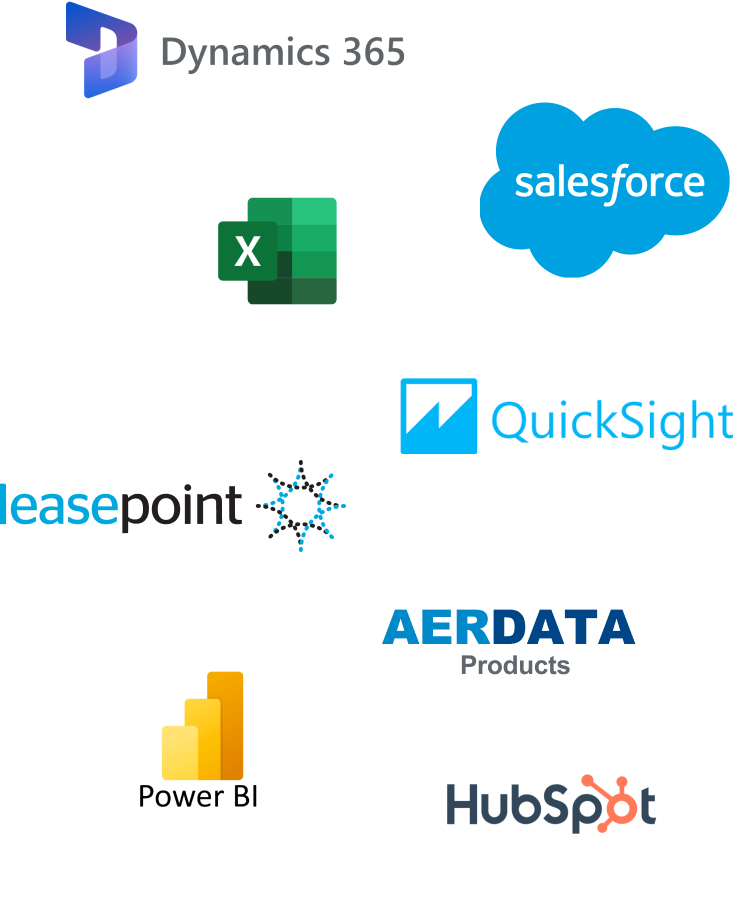 Dynamics 365
salesforce
X
QuickSight
leasepoint
AERDATA
Products
Power BI
HubSpot